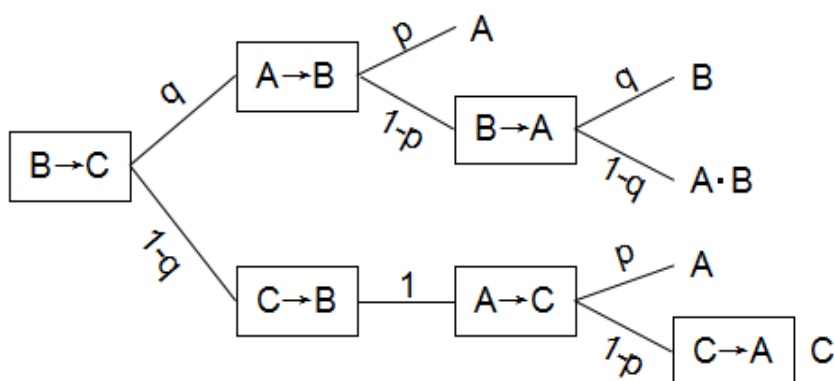 p A
q A→B q B
1-p B→A
B→C 1-q A·B
1-q p A
C→B 1 A→C
1-p C→A C